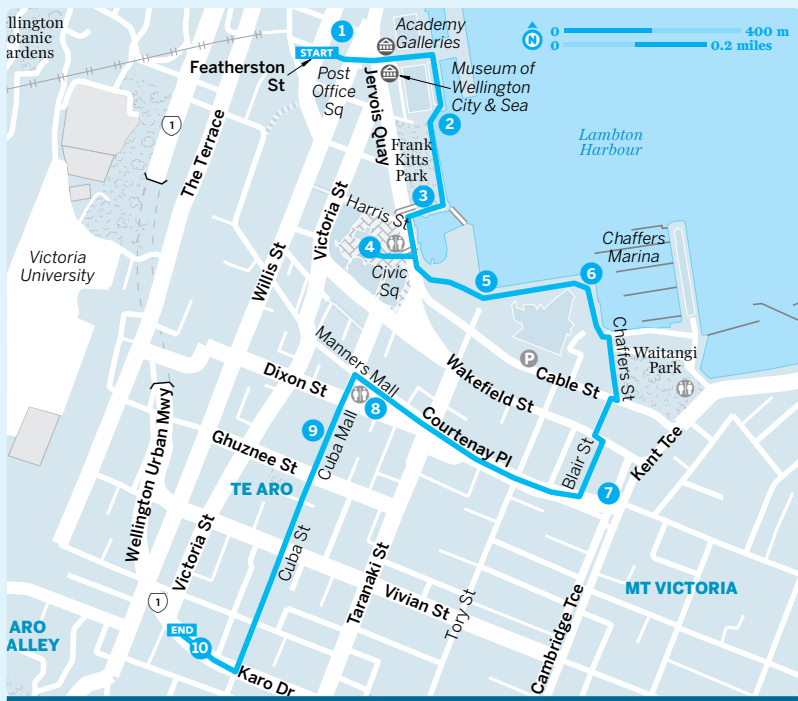 1
Academy
Galleries
0
400 m
N
0
0.2 miles
llington
otanic
ardens
START
Featherston
St
Post
Office
Sq
Museum of
Wellington
City & Sea
Jervois Quay
1
2
Lambton
Harbour
The Terrace
Frank
Kitts
Park
3
Victoria St
Harris St
4
Civic
Sq
Willis St
Victoria
University
5
6
Chaffers
Marina
Chaffers St
Waitangi
Park
P
Cable St
Wakefield St
Manners Mall
Dixon St
8
Courtenay Pl
Blair St
Kent Tce
7
9
Cuba Mall
Ghuznee St
Wellington Urban Mwy
TE ARO
Victoria St
Cuba St
Taranaki St
Vivian St
Tory St
Cambridge Tce
MT VICTORIA
1
ARO
ALLEY
END
10
Karo Dr